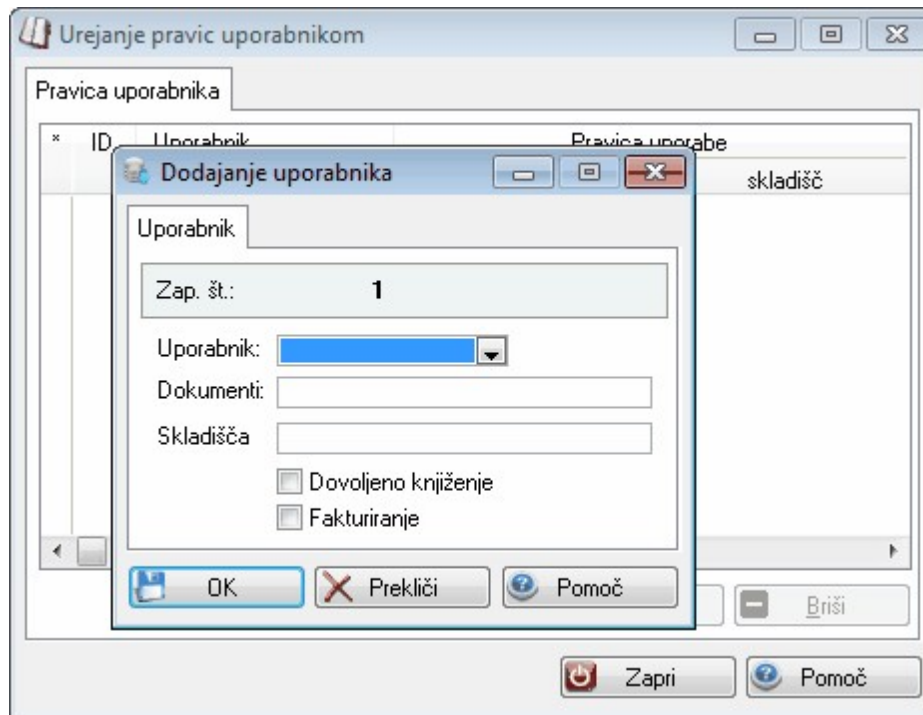 Urejanje pravic uporabnikom
Pravica uporabnika
* ID Uporabnik Pravica uporabe
skladišč
Dodajanje uporabnika
Uporabnik
Zap. št.: 1
Uporabnik:
Dokumenti:
Skladišča
Dovoljeno knjiženje
Fakturiranje
OK Prekliči Pomoč
Briši
Zapri Pomoč